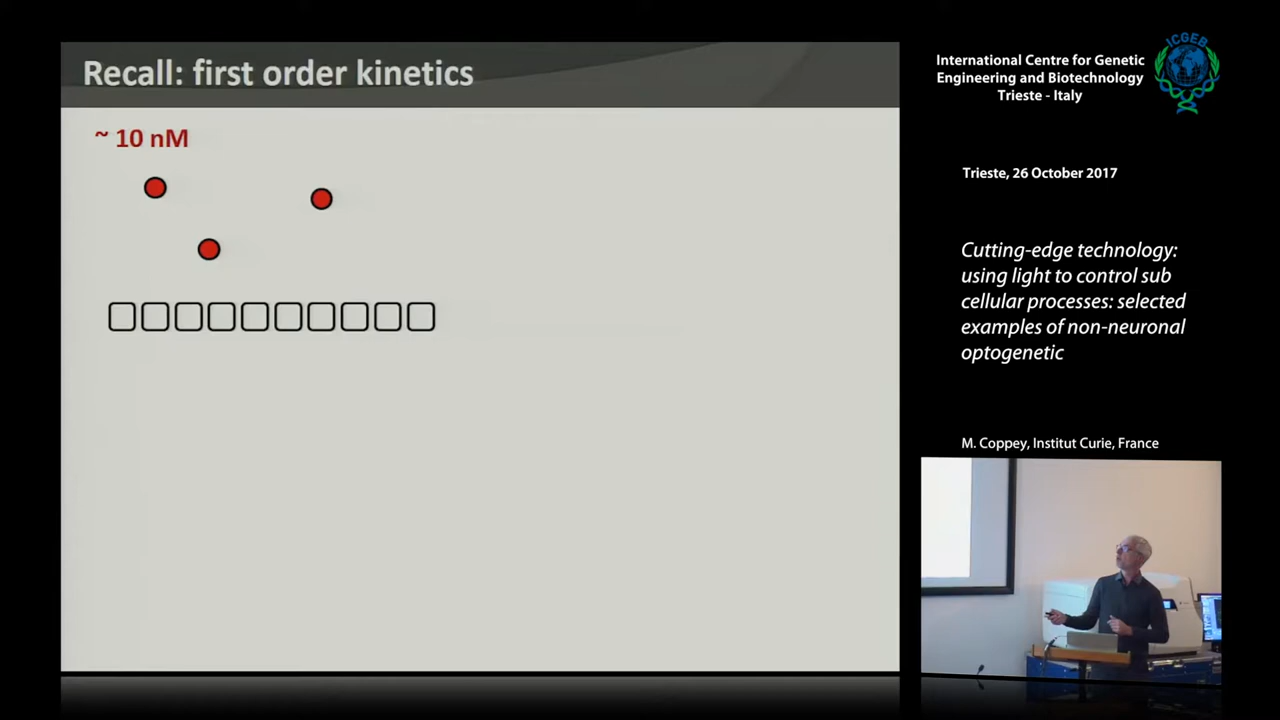 Recall: first order kinetics
~ 10 nM
ICGEB
International Centre for Genetic
Engineering and Biotechnology
Trieste - Italy
Trieste, 26 October 2017
Cutting-edge technology:
using light to control sub
cellular processes: selected
examples of non-neuronal
optogenetic
M. Coppey, Institut Curie, France